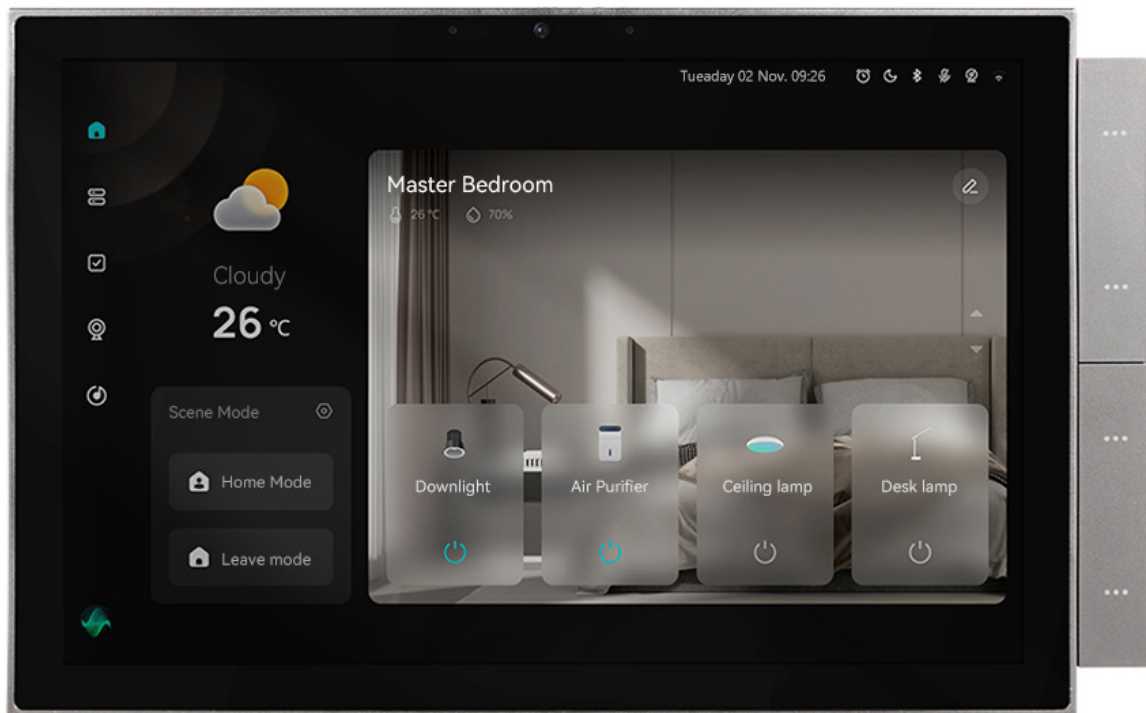 Tueaday 02 Nov. 09:26
Cloudy
26 °C
Scene Mode
Home Mode
Leave mode
Master Bedroom
26 °C 70%
Downlight
Air Purifier
Ceiling lamp
Desk lamp